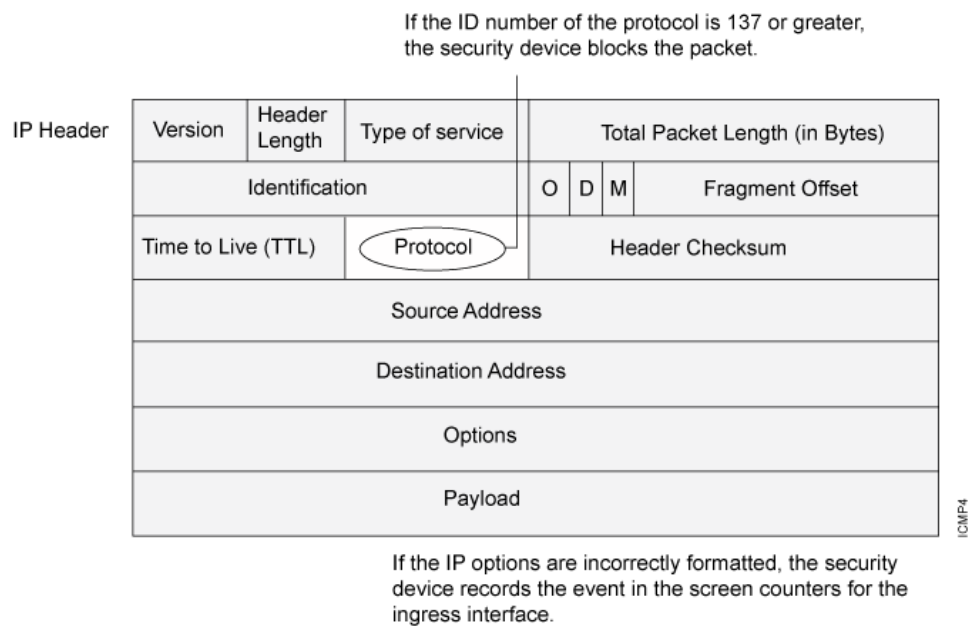 If the ID number of the protocol is 137 or greater,
the security device blocks the packet.
IP Header
Version
Header
Length
Type of service
Total Packet Length (in Bytes)
Identification
O
D
M
Fragment Offset
Time to Live (TTL)
Protocol
Header Checksum
Source Address
Destination Address
Options
Payload
ICMP4
If the IP options are incorrectly formatted, the security
device records the event in the screen counters for the
ingress interface.